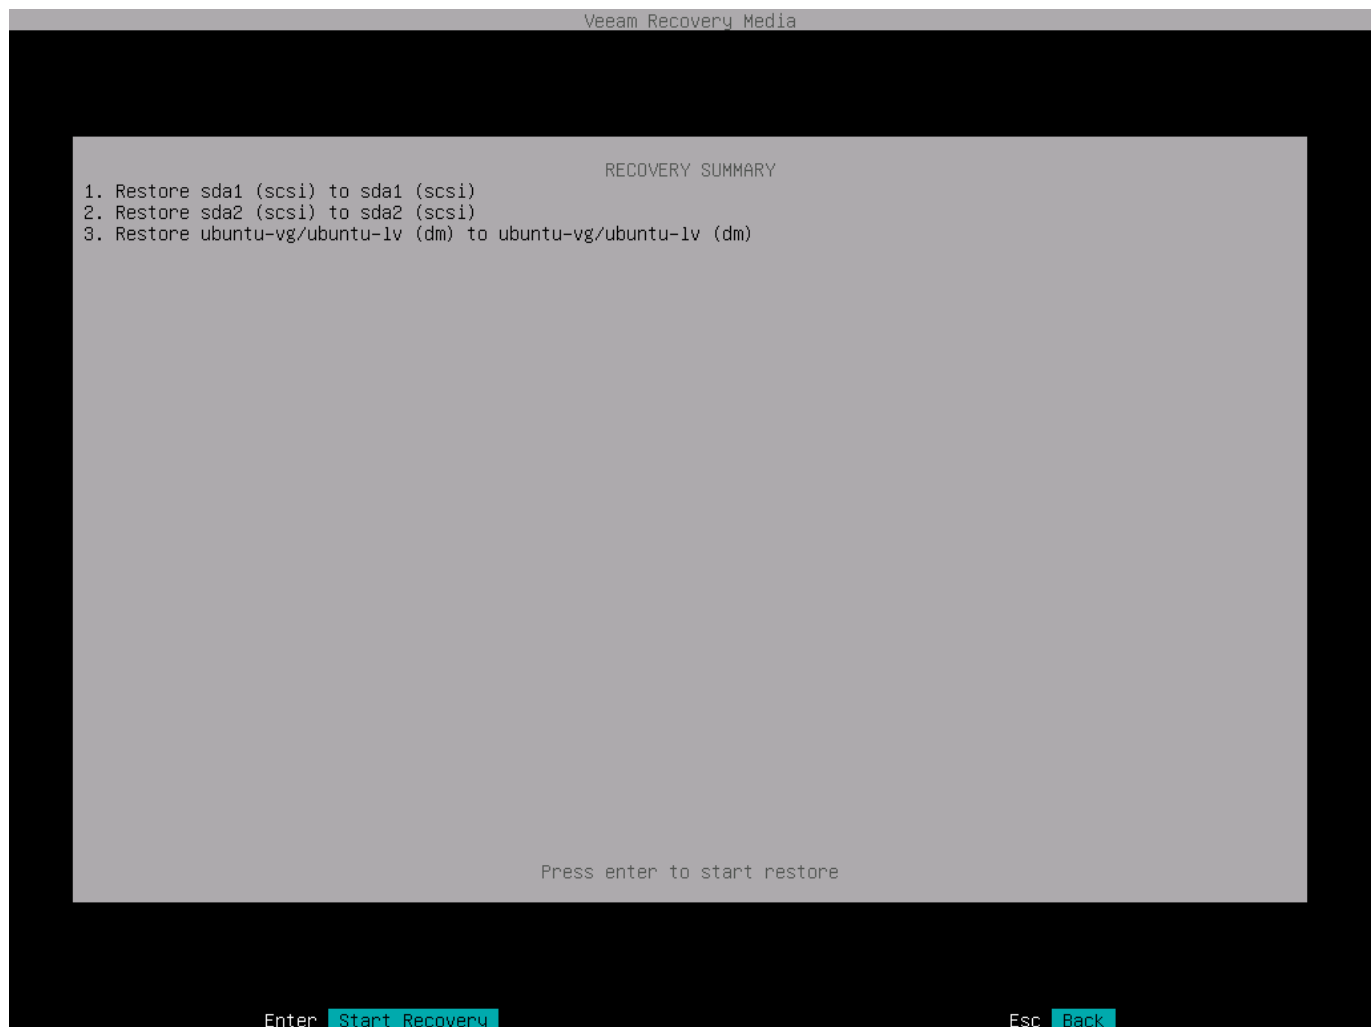 Veeam Recovery Media
RECOVERY SUMMARY
1. Restore sda1 (scsi) to sda1 (scsi)
2. Restore sda2 (scsi) to sda2 (scsi)
3. Restore ubuntu-vg/ubuntu-lv (dm) to ubuntu-vg/ubuntu-lv (dm)
Press enter to start restore
Enter Start Recovery Esc Back